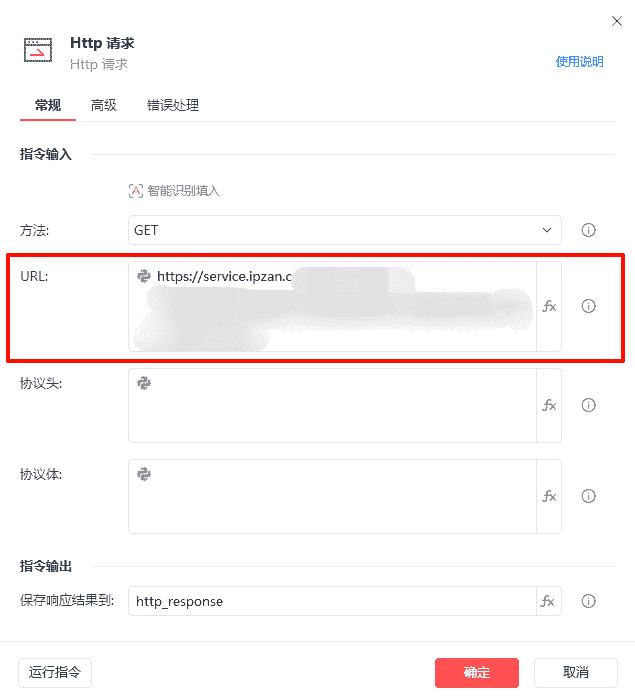 Http 请求
Http 请求
使用说明
常规 高级 错误处理
指令输入
智能识别填入
方法: GET
URL: https://service.ipzan.c
fx
协议头:
fx
协议体:
fx
指令输出
保存响应结果到: http_response fx
运行指令 确定 取消